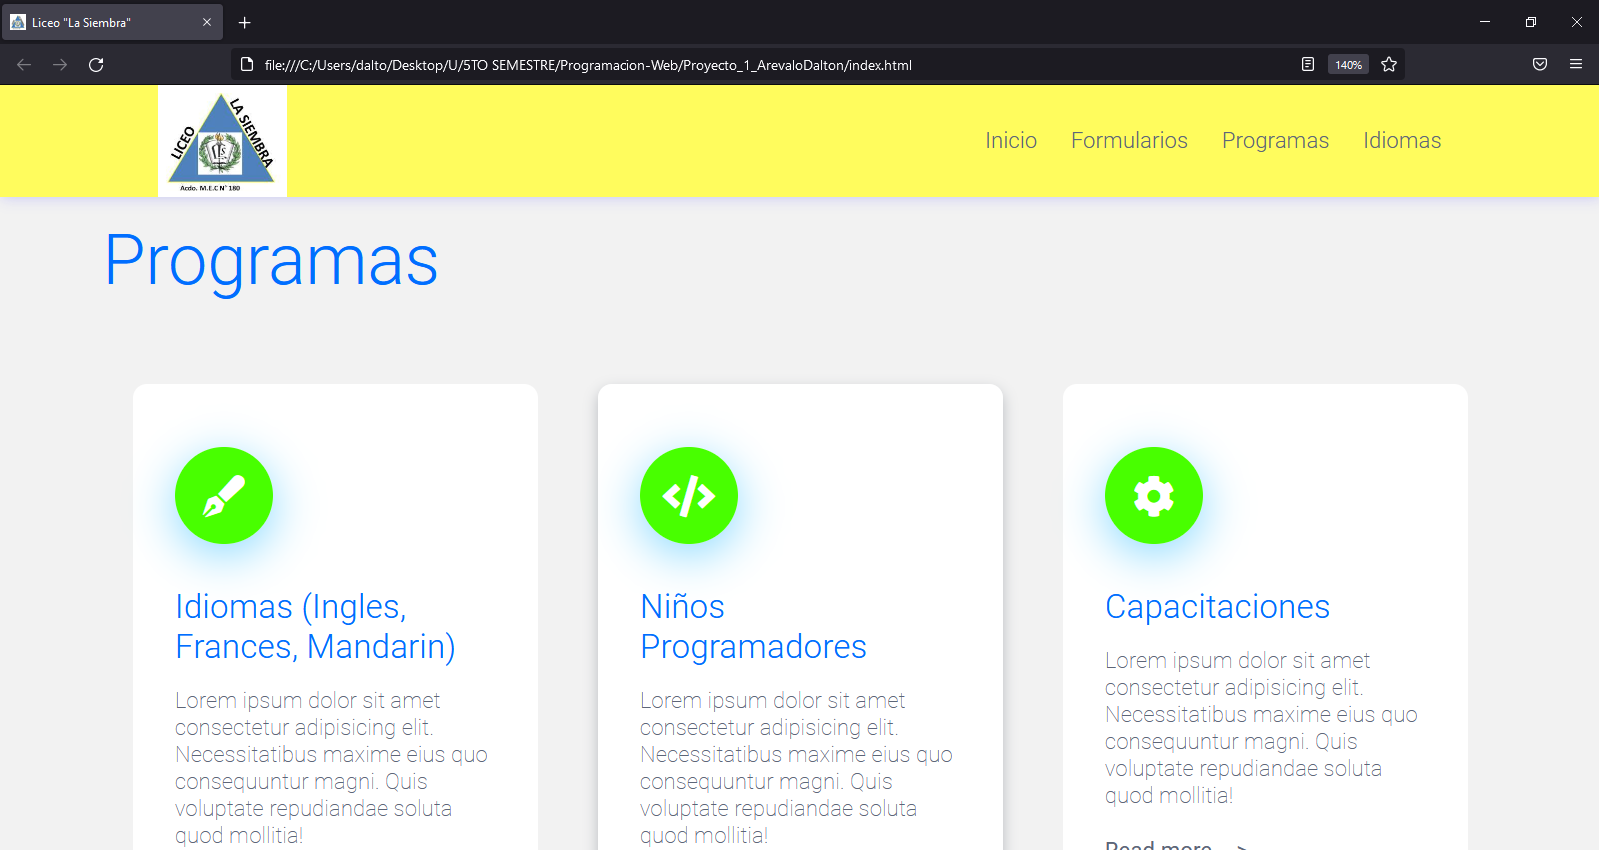 Liceo "La Siembra"
file:///C:/Users/dalto/Desktop/U/5TO SEMESTRE/Programacion-Web/Proyecto_1_ArevaloDalton/index.html
140%
LICEO
LA SIEMBRA
Acdo. M.E.C N° 180
Inicio
Formularios
Programas
Idiomas
Programas
Idiomas (Ingles,
Frances, Mandarin)
Lorem ipsum dolor sit amet
consectetur adipisicing elit.
Necessitatibus maxime eius quo
consequuntur magni. Quis
voluptate repudiandae soluta
quod mollitia!
Niños
Programadores
Lorem ipsum dolor sit amet
consectetur adipisicing elit.
Necessitatibus maxime eius quo
consequuntur magni. Quis
voluptate repudiandae soluta
quod mollitia!
Capacitaciones
Lorem ipsum dolor sit amet
consectetur adipisicing elit.
Necessitatibus maxime eius quo
consequuntur magni. Quis
voluptate repudiandae soluta
quod mollitia!
Read more